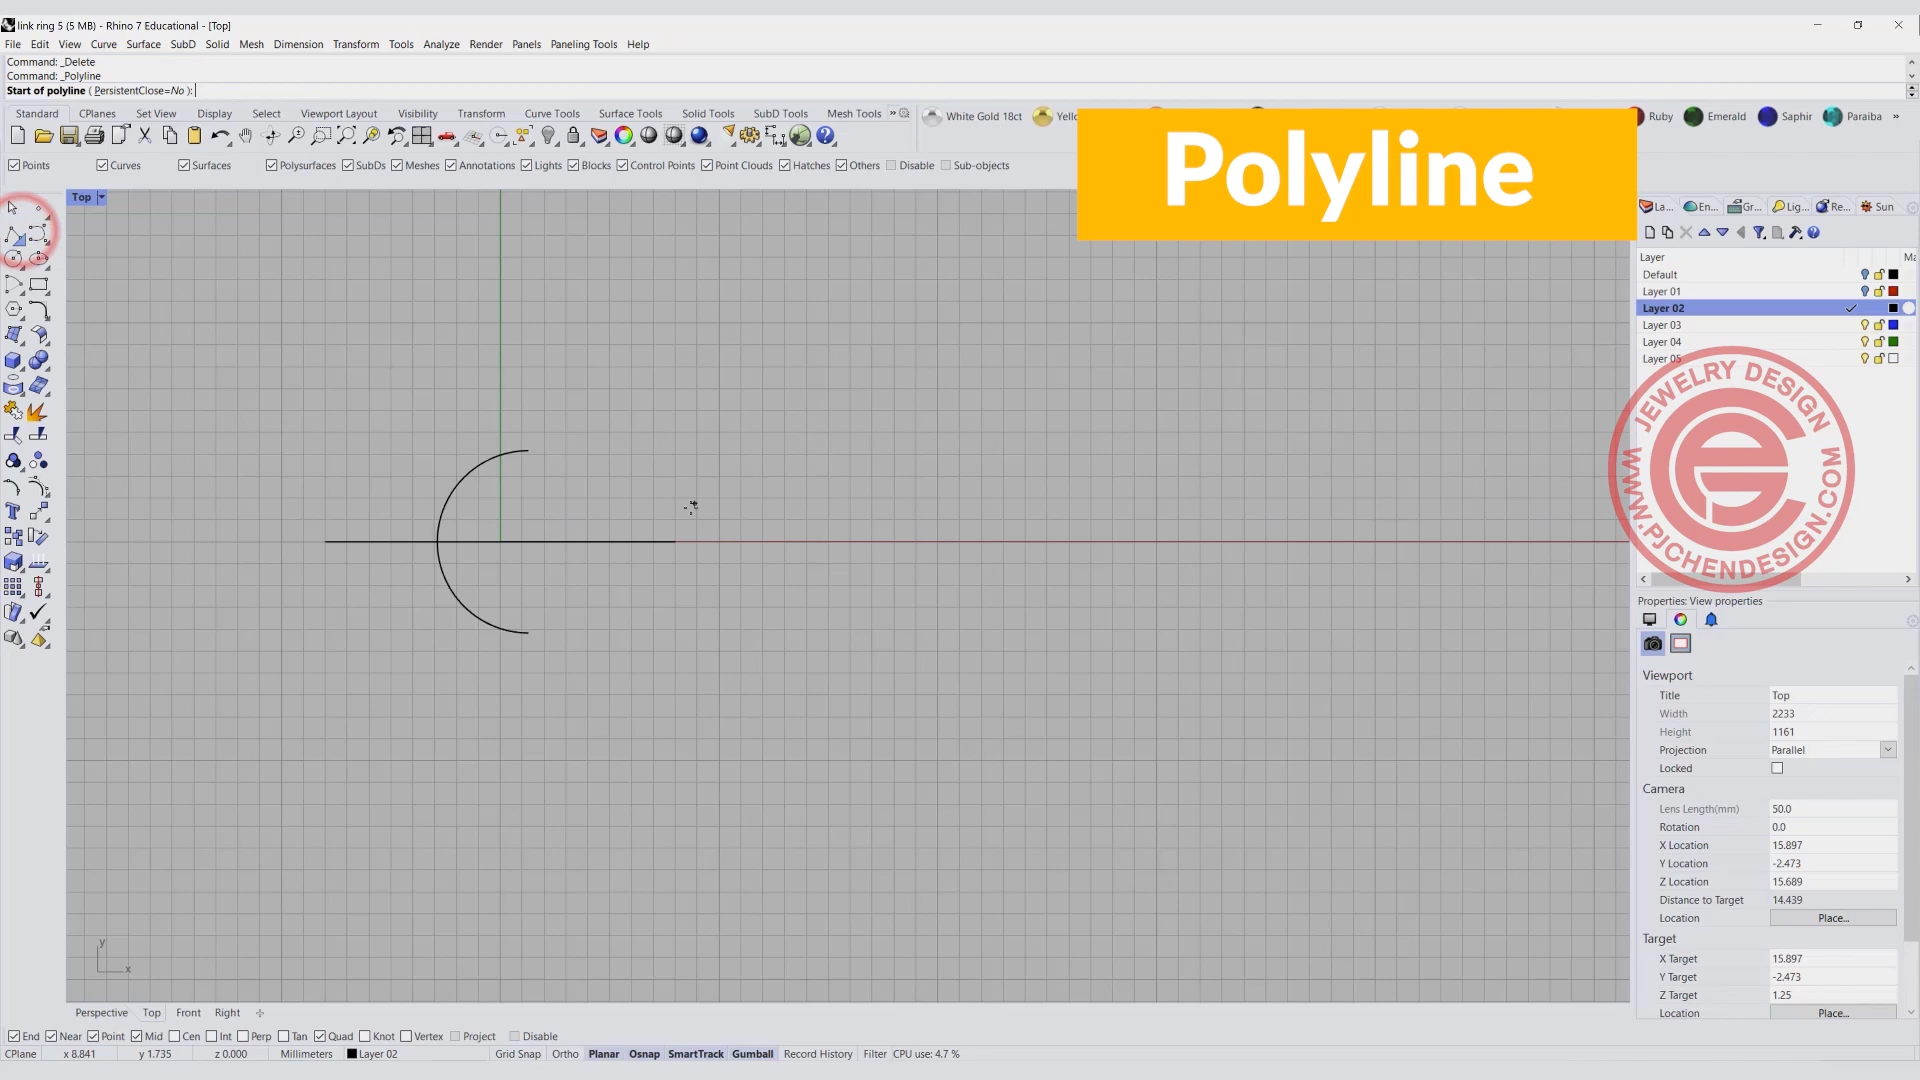 link ring 5 (5 MB) - Rhino 7 Educational - [Top]
File Edit View Curve Surface SubD Solid Mesh Dimension Transform Tools Analyze Render Panels Paneling Tools Help
Command: _Delete
Command: _Polyline
Start of polyline ( PersistentClose=No ):
Standard CPlanes Set View Display Select Viewport Layout Visibility Transform Curve Tools Surface Tools Solid Tools SubD Tools Mesh Tools »
White Gold 18ct Yello Ruby Emerald Saphir Paraiba »
Polyline
Points Curves Surfaces Polysurfaces SubDs Meshes Annotations Lights Blocks Control Points Point Clouds Hatches Others Disable Sub-objects
Top
La... En... Gr... Lig... Re... Sun
Layer Ma
Default
Layer 01
Layer 02
Layer 03
Layer 04
Layer 05
JEWELRY DESIGN
WWW.PJCHENDESIGN.COM
Properties: View properties
Viewport
Title Top
Width 2233
Height 1161
Projection Parallel
Locked
Camera
Lens Length(mm) 50.0
Rotation 0.0
X Location 15.897
Y Location -2.473
Z Location 15.689
Distance to Target 14.439
Location Place...
Target
X Target 15.897
Y Target -2.473
Z Target 1.25
Location Place...
y
x
Perspective Top Front Right
End Near Point Mid Cen Int Perp Tan Quad Knot Vertex Project Disable
CPlane x 8.841 y 1.735 z 0.000 Millimeters Layer 02 Grid Snap Ortho Planar Osnap SmartTrack Gumball Record History Filter CPU use: 4.7 %